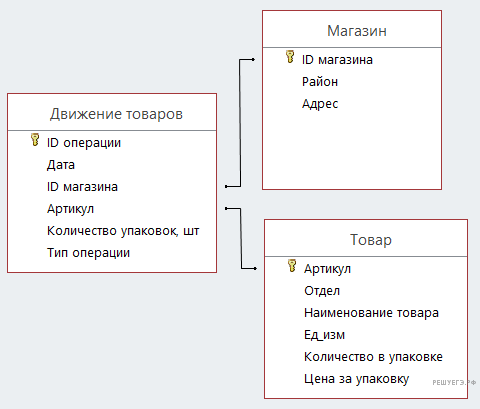 Магазин
ID магазина
Район
Адрес
Движение товаров
ID операции
Дата
ID магазина
Артикул
Количество упаковок, шт
Тип операции
Товар
Артикул
Отдел
Наименование товара
Ед_изм
Количество в упаковке
Цена за упаковку
РЕШУЕГЭ.РФ